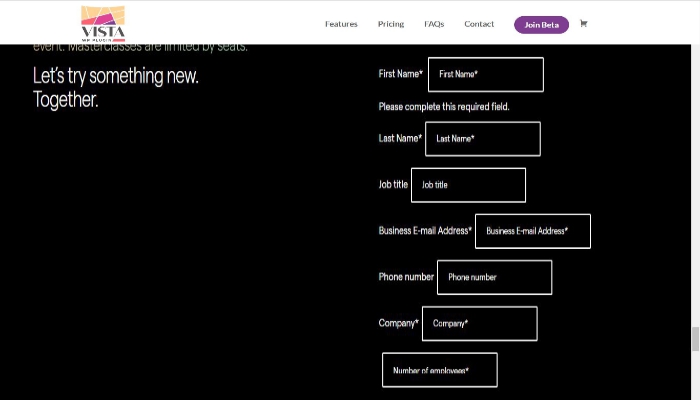 VISTA
WP PLUGIN
Features
Pricing
FAQs
Contact
Join Beta
event. Masterclasses are limited by seats.
Let's try something new.
Together.
First Name*
First Name*
Please complete this required field.
Last Name*
Last Name*
Job title
Job title
Business E-mail Address*
Business E-mail Address*
Phone number
Phone number
Company*
Company*
Number of employees*